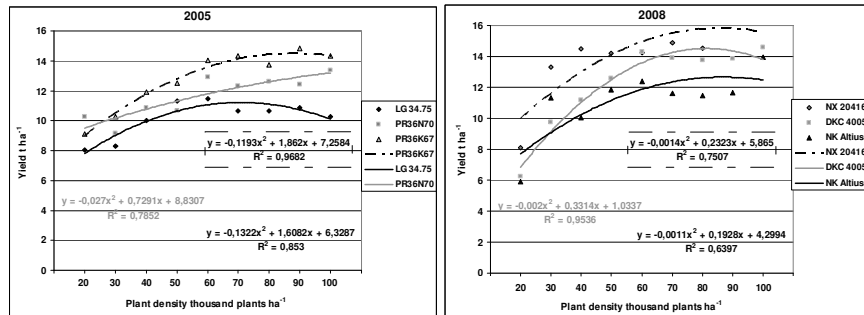 2005
16
14
12
10
8
6
4
2
0
Yield t ha-1
20 30 40 50 60 70 80 90 100
Plant density thousand plants ha-1
y = -0,1193x2 + 1,862x + 7,2584
R2 = 0,9682
y = -0,027x2 + 0,7291x + 8,8307
R2 = 0,7852
y = -0,1322x2 + 1,6082x + 6,3287
R2 = 0,853
LG 34.75
PR36N70
PR36K67
PR36K67
LG 34.75
PR36N70
2008
16
14
12
10
8
6
4
2
0
Yield t ha-1
20 30 40 50 60 70 80 90 100
Plant density thousand plants ha-1
y = -0,0014x2 + 0,2323x + 5,865
R2 = 0,7507
y = -0,002x2 + 0,3314x + 1,0337
R2 = 0,9536
y = -0,0011x2 + 0,1928x + 4,2994
R2 = 0,6397
NX 20416
DKC 4005
NK Altius
NX 20416
DKC 4005
NK Altius